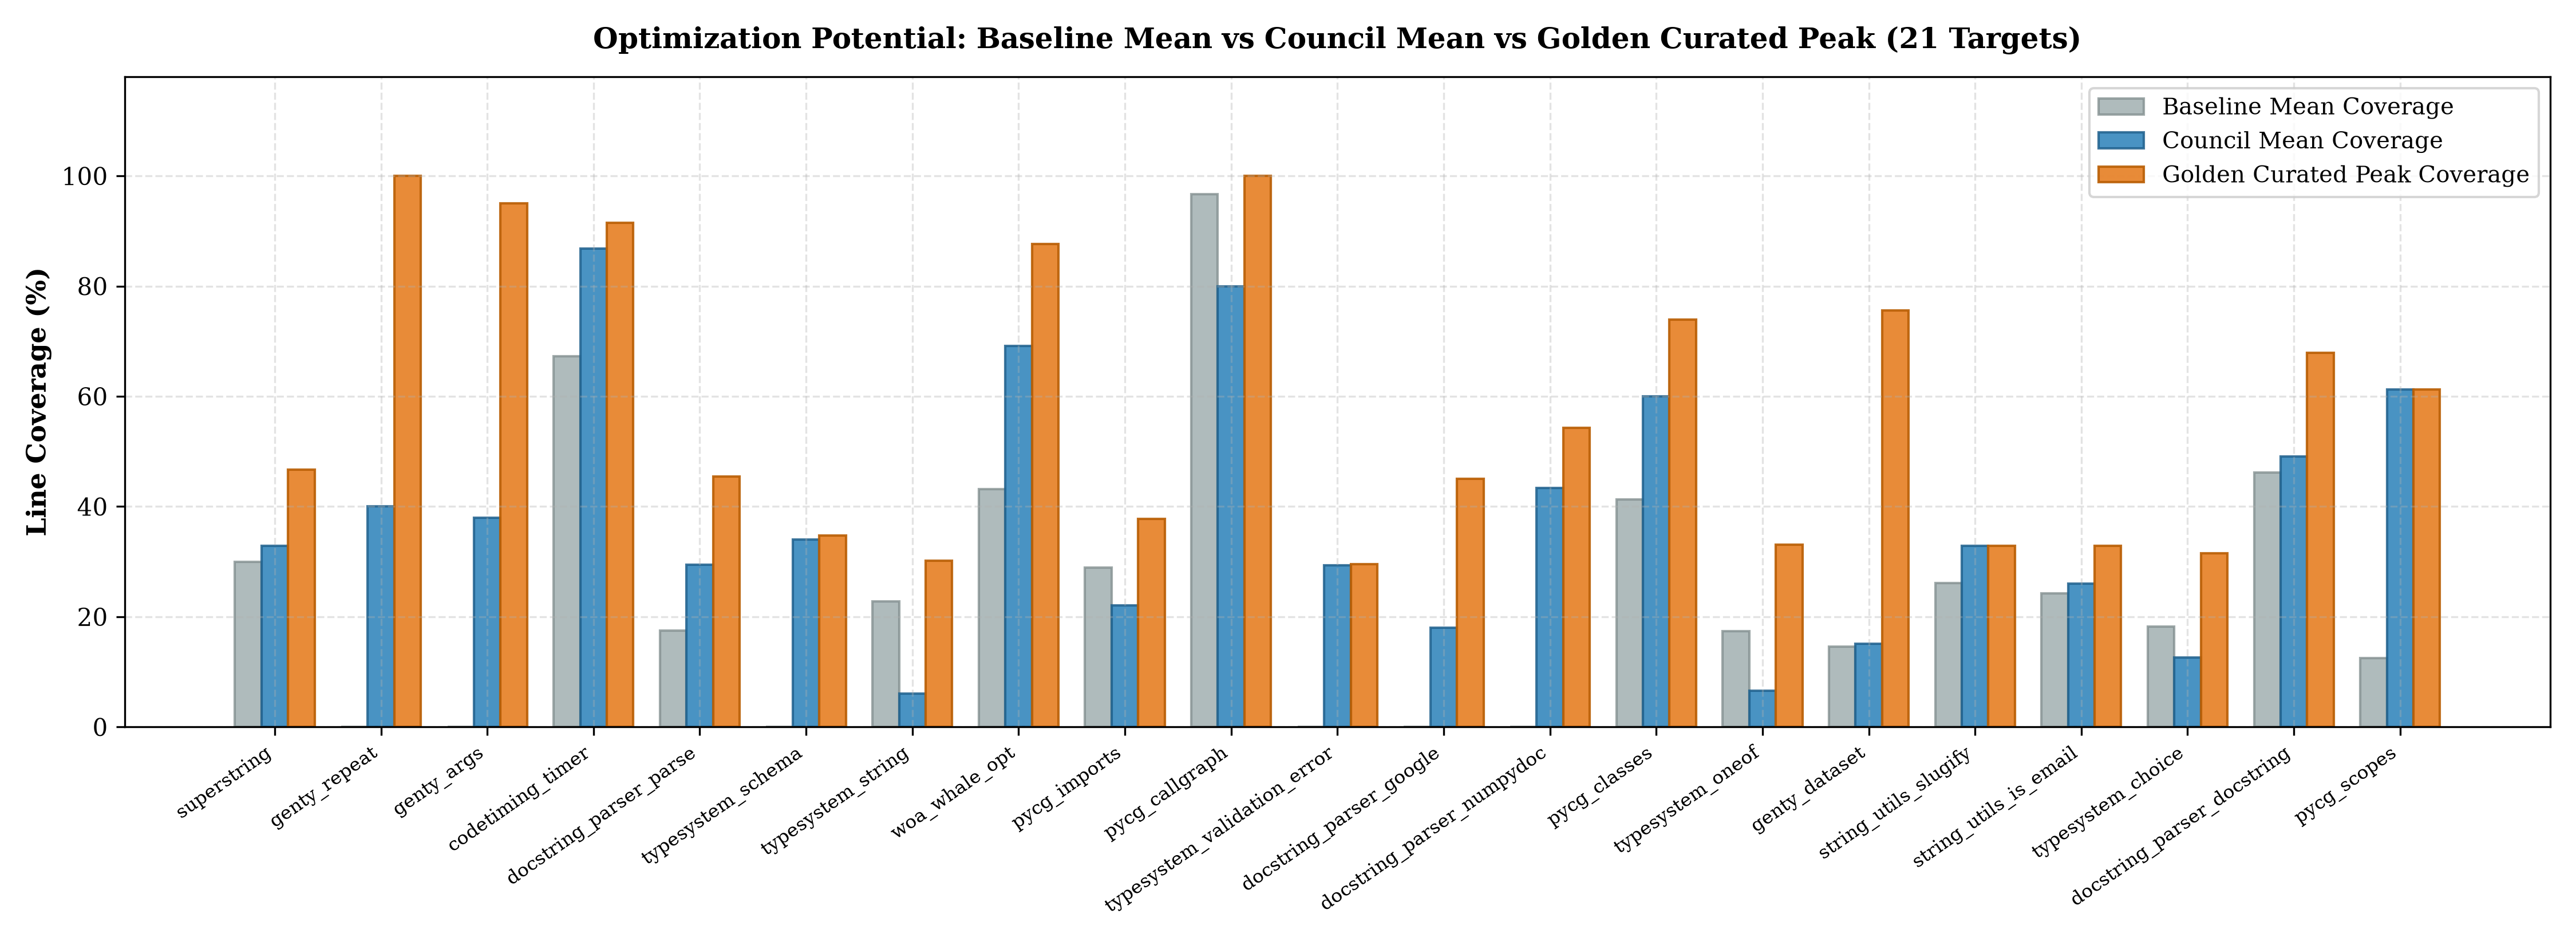 Optimization Potential: Baseline Mean vs Council Mean vs Golden Curated Peak (21 Targets)
Baseline Mean Coverage
Council Mean Coverage
Golden Curated Peak Coverage
Line Coverage (%)
100
80
60
40
20
0
superstring
genty_repeat
genty_args
codetiming_timer
docstring_parser_parse
typesystem_schema
typesystem_string
woa_whale_opt
pycg_imports
pycg_callgraph
typesystem_validation_error
docstring_parser_google
docstring_parser_numpydoc
pycg_classes
typesystem_oneof
genty_dataset
string_utils_slugify
string_utils_is_email
typesystem_choice
docstring_parser_docstring
pycg_scopes